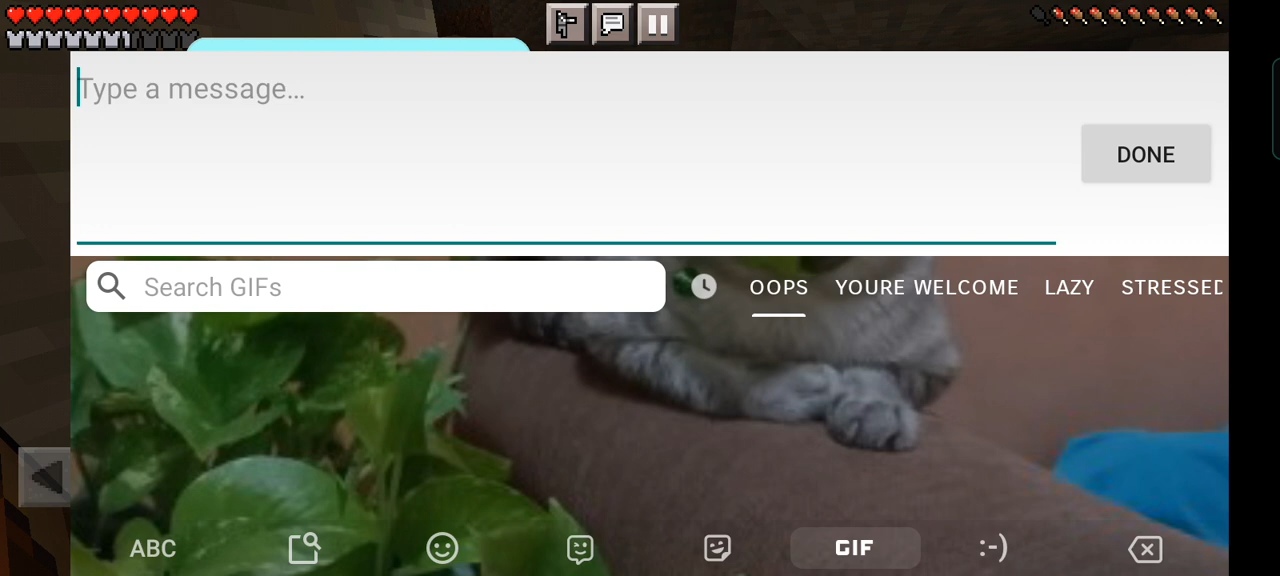 Type a message…
DONE
Search GIFs
OOPS YOURE WELCOME LAZY STRESSED
ABC GIF :-)